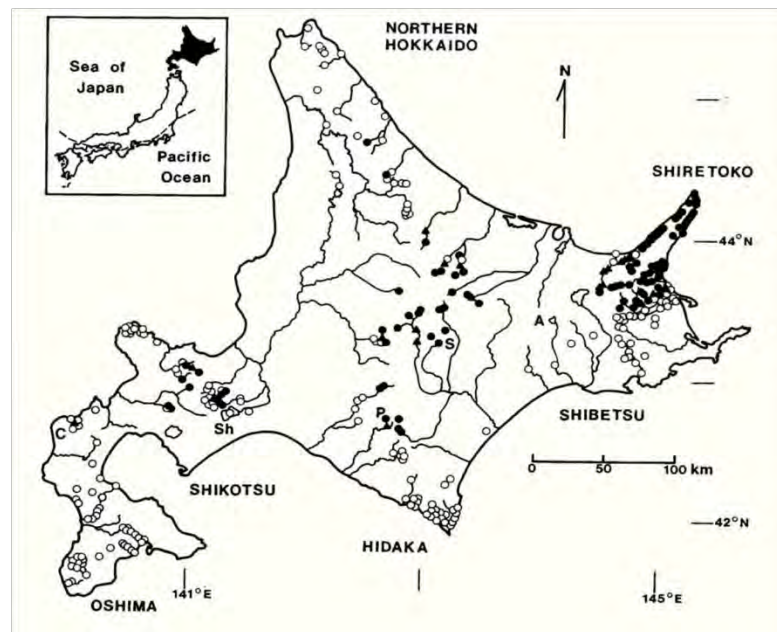 NORTHERN
HOKKAIDO
Sea of
Japan
Pacific
Ocean
N
SHIRETOKO
44°N
A
S
P
C
Sh
SHIBETSU
SHIKOTSU
0 50 100 km
42°N
HIDAKA
141°E
145°E
OSHIMA